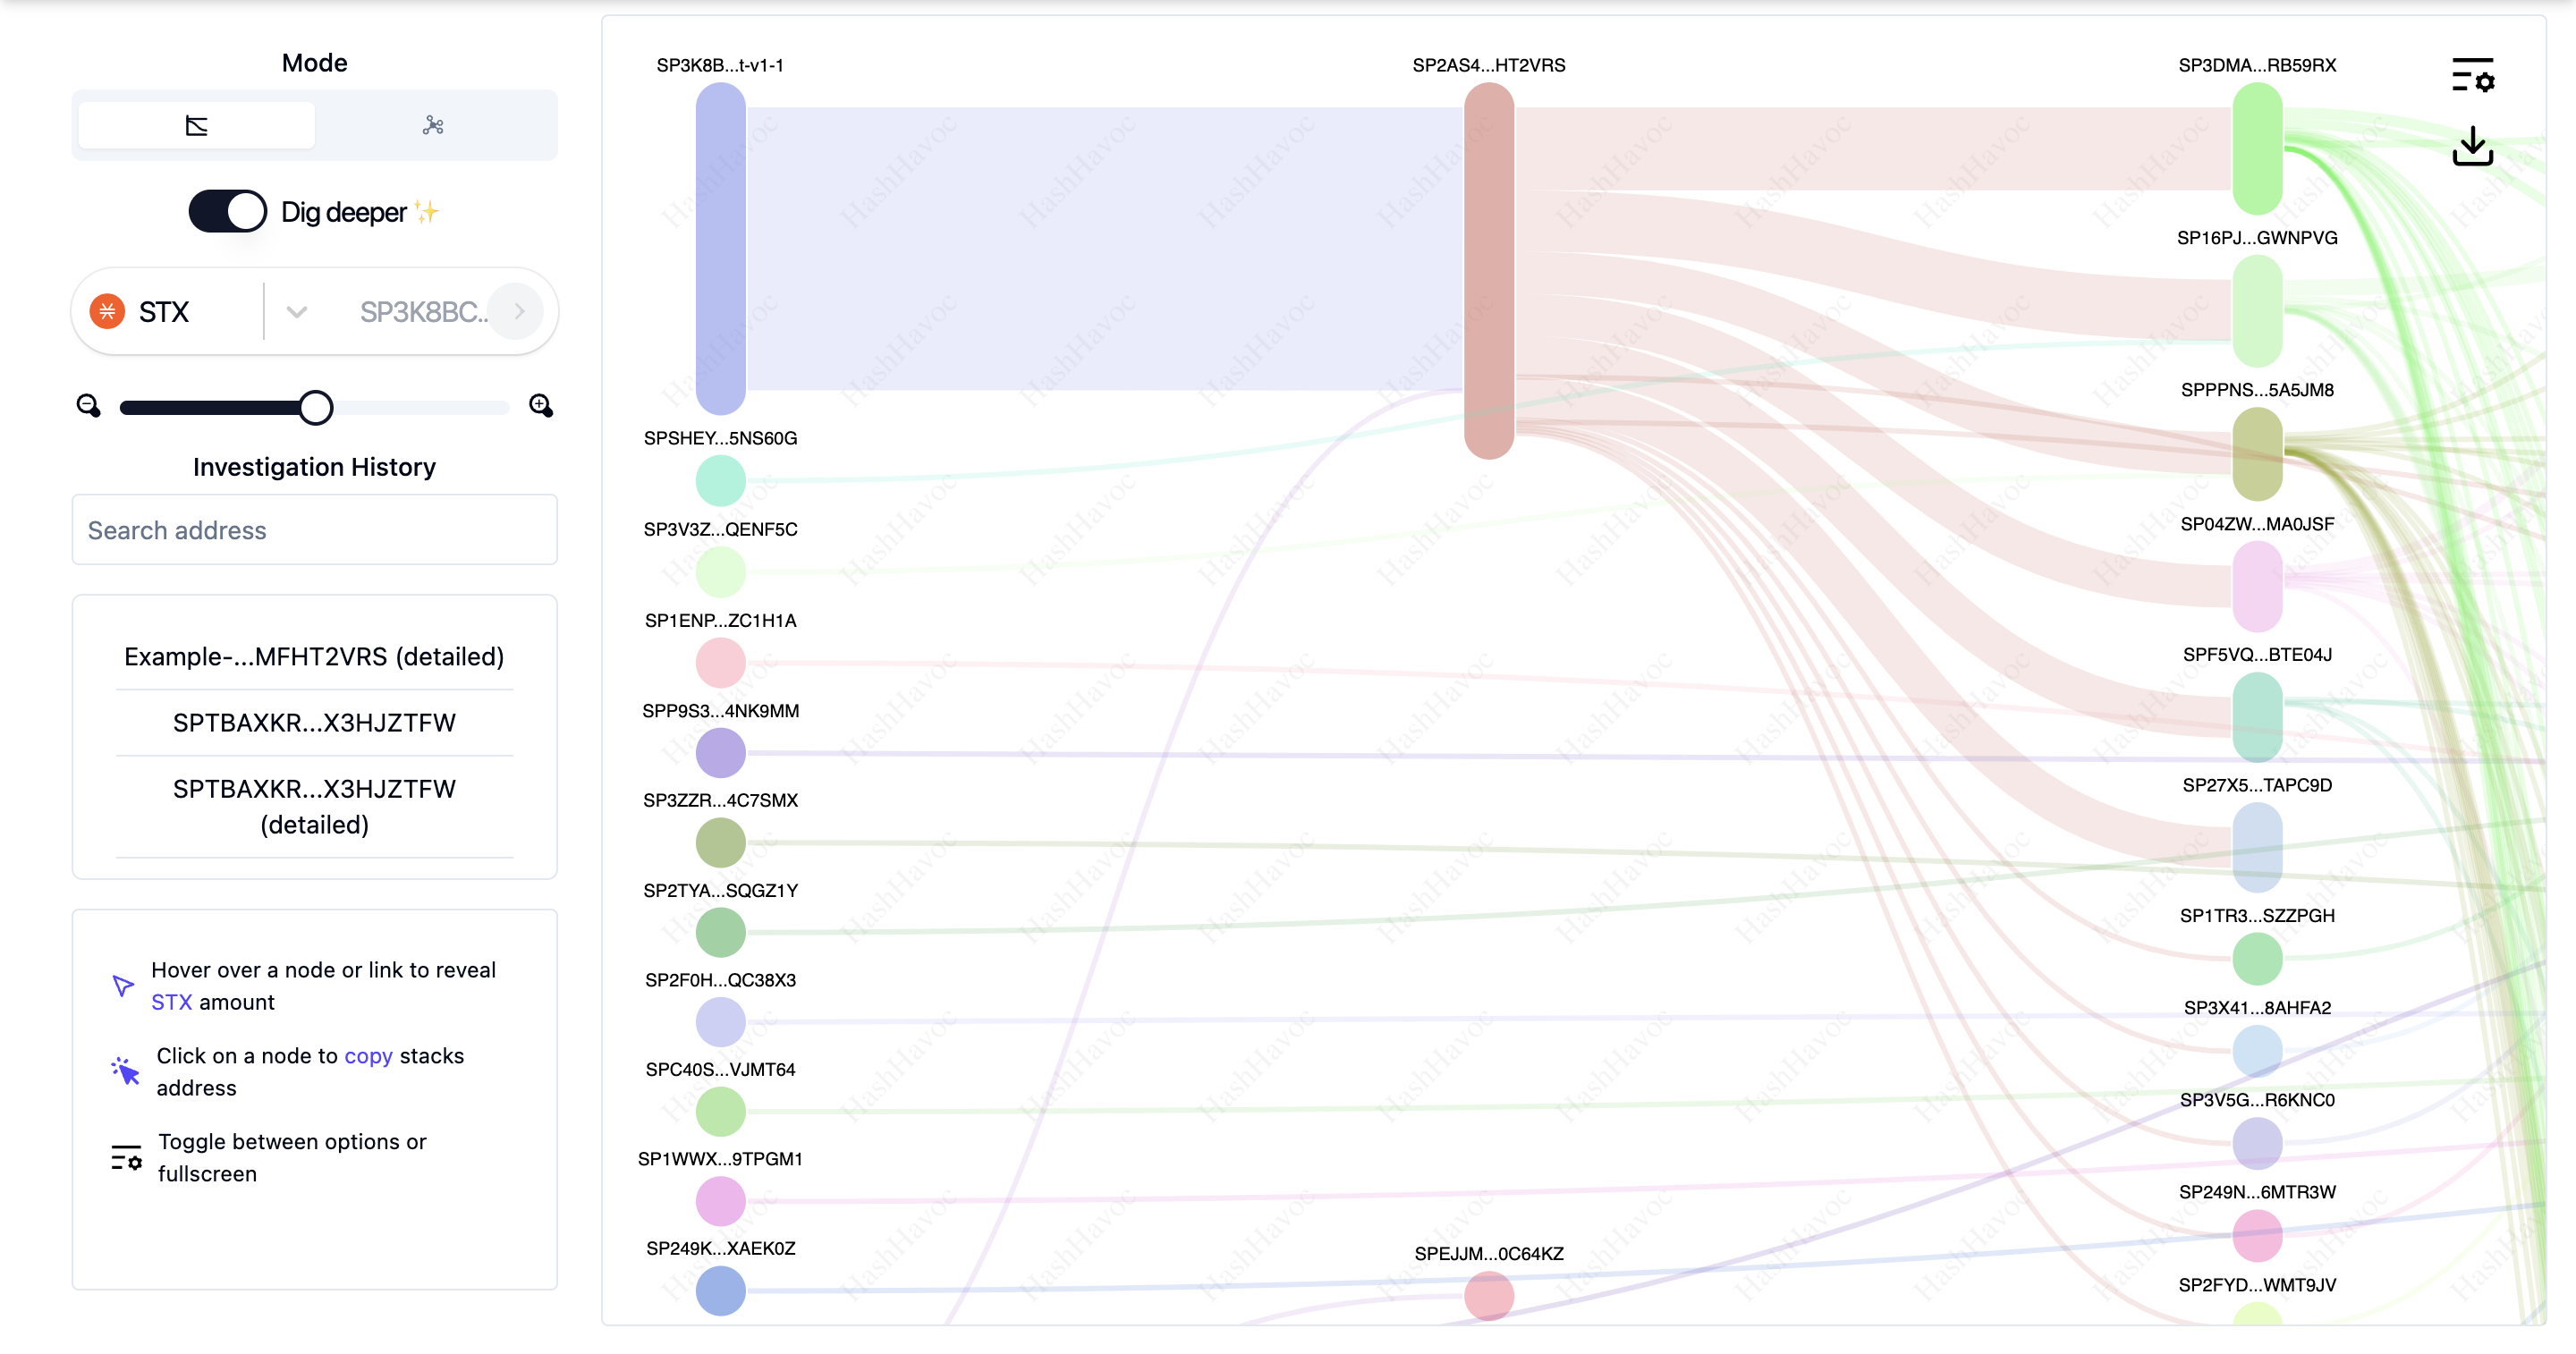 Mode
Dig deeper ✨
STX
SP3K8BC..
Investigation History
Search address
Example-...MFHT2VRS (detailed)
SPTBAXKR...X3HJZTFW
SPTBAXKR...X3HJZTFW
(detailed)
Hover over a node or link to reveal
STX amount
Click on a node to copy stacks
address
Toggle between options or
fullscreen
SP3K8B...t-v1-1
SPSHEY...5NS60G
SP3V3Z...QENF5C
SP1ENP...ZC1H1A
SPP9S3...4NK9MM
SP3ZZR...4C7SMX
SP2TYA...SQGZ1Y
SP2F0H...QC38X3
SPC40S...VJMT64
SP1WWX...9TPGM1
SP249K...XAEK0Z
SP2AS4...HT2VRS
SPEJJM...0C64KZ
SP3DMA...RB59RX
SP16PJ...GWNPVG
SPPPNS...5A5JM8
SP04ZW...MA0JSF
SPF5VQ...BTE04J
SP27X5...TAPC9D
SP1TR3...SZZPGH
SP3X41...8AHFA2
SP3V5G...R6KNC0
SP249N...6MTR3W
SP2FYD...WMT9JV
HashHavoc